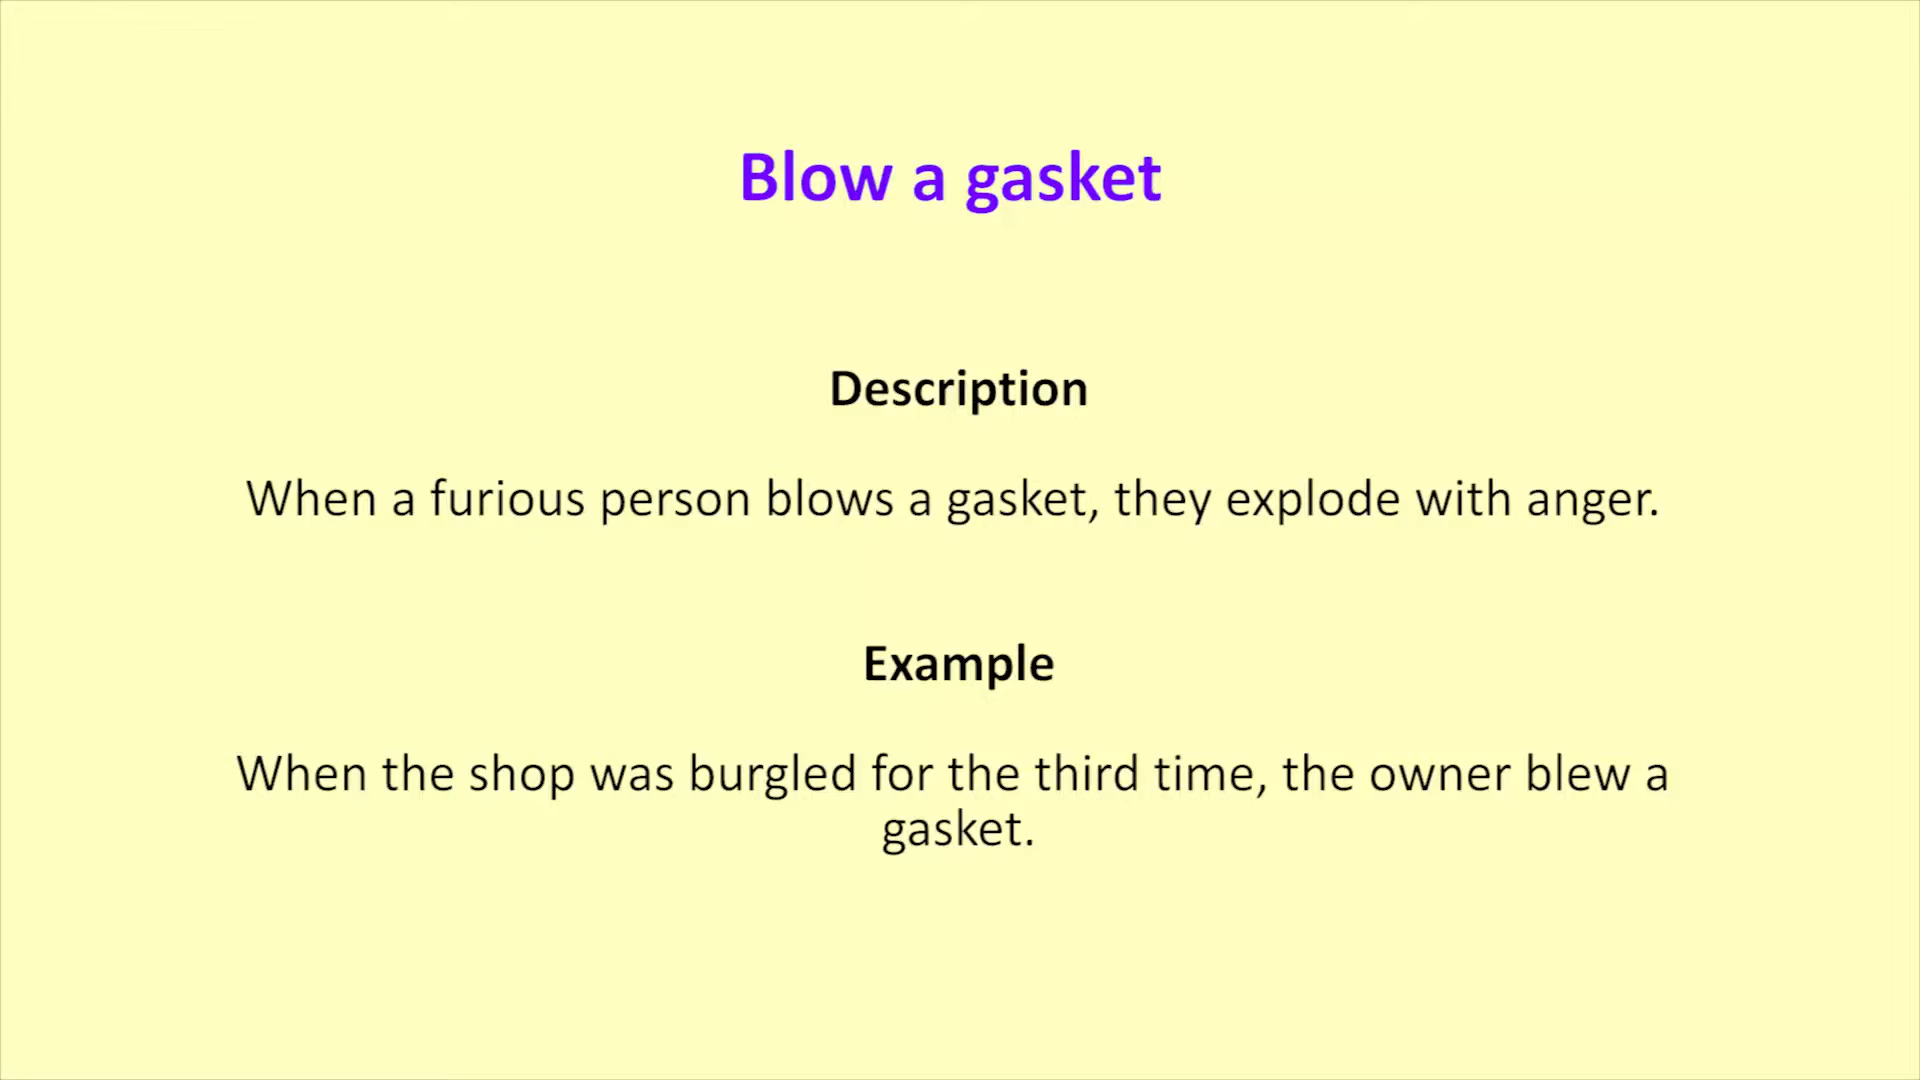 Blow a gasket
Description
When a furious person blows a gasket, they explode with anger.
Example
When the shop was burgled for the third time, the owner blew a
gasket.